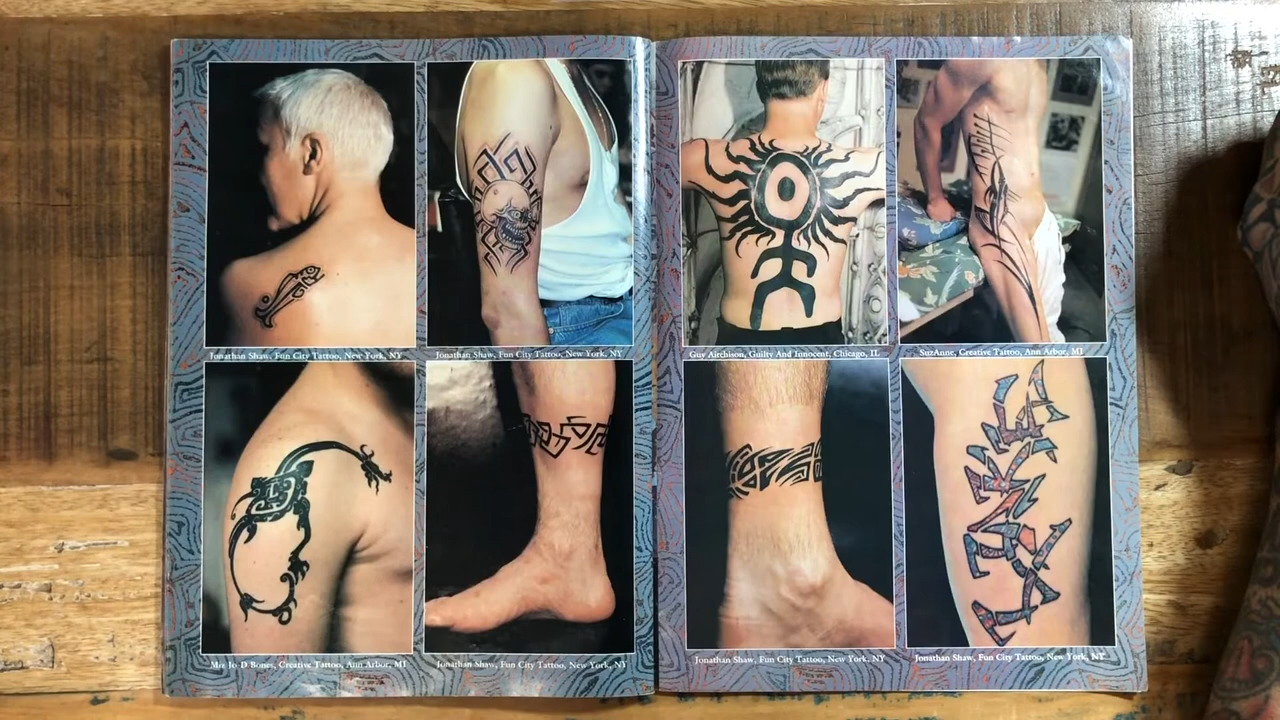 Jonathan Shaw, Fun City Tattoo, New York, NY
Jonathan Shaw, Fun City Tattoo, New York, NY
Mrz Jo D Bones, Creative Tattoo, Ann Arbor, MI
Jonathan Shaw, Fun City Tattoo, New York, NY
Guy Aitchison, Guilty And Innocent, Chicago, IL
SuzAnne, Creative Tattoo, Ann Arbor, MI
Jonathan Shaw, Fun City Tattoo, New York, NY
Jonathan Shaw, Fun City Tattoo, New York, NY